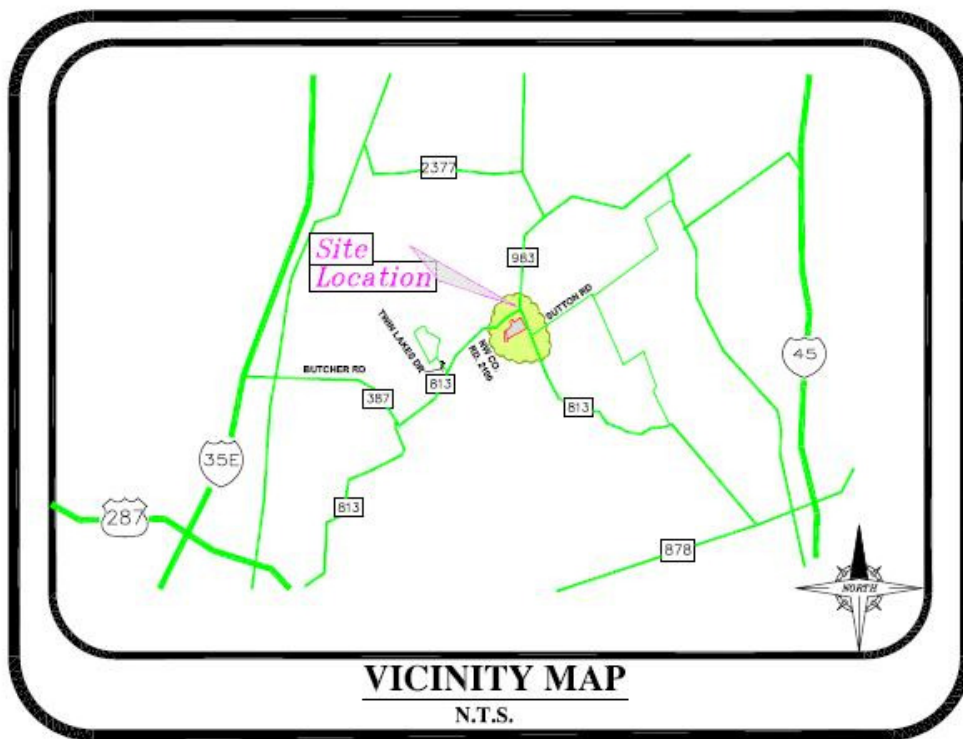 2377
Site
Location
983
SUTTON RD
TWIN LAKES DR
NW CO.
RD. 2106
45
BUTCHER RD
813
387
813
35E
813
287
878
NORTH
VICINITY MAP
N.T.S.